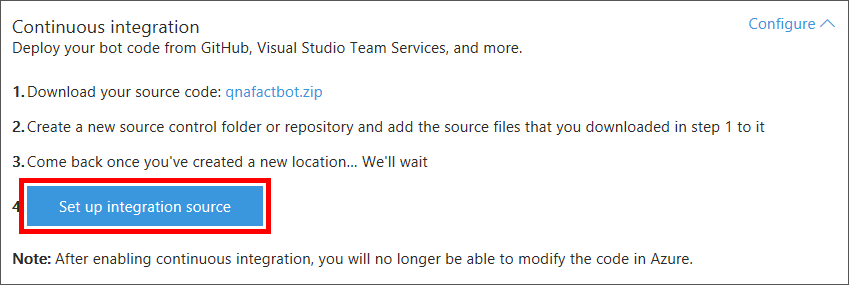 Continuous integration
Configure
Deploy your bot code from GitHub, Visual Studio Team Services, and more.
1. Download your source code: qnafactbot.zip
2. Create a new source control folder or repository and add the source files that you downloaded in step 1 to it
3. Come back once you've created a new location... We'll wait
4 Set up integration source
Note: After enabling continuous integration, you will no longer be able to modify the code in Azure.